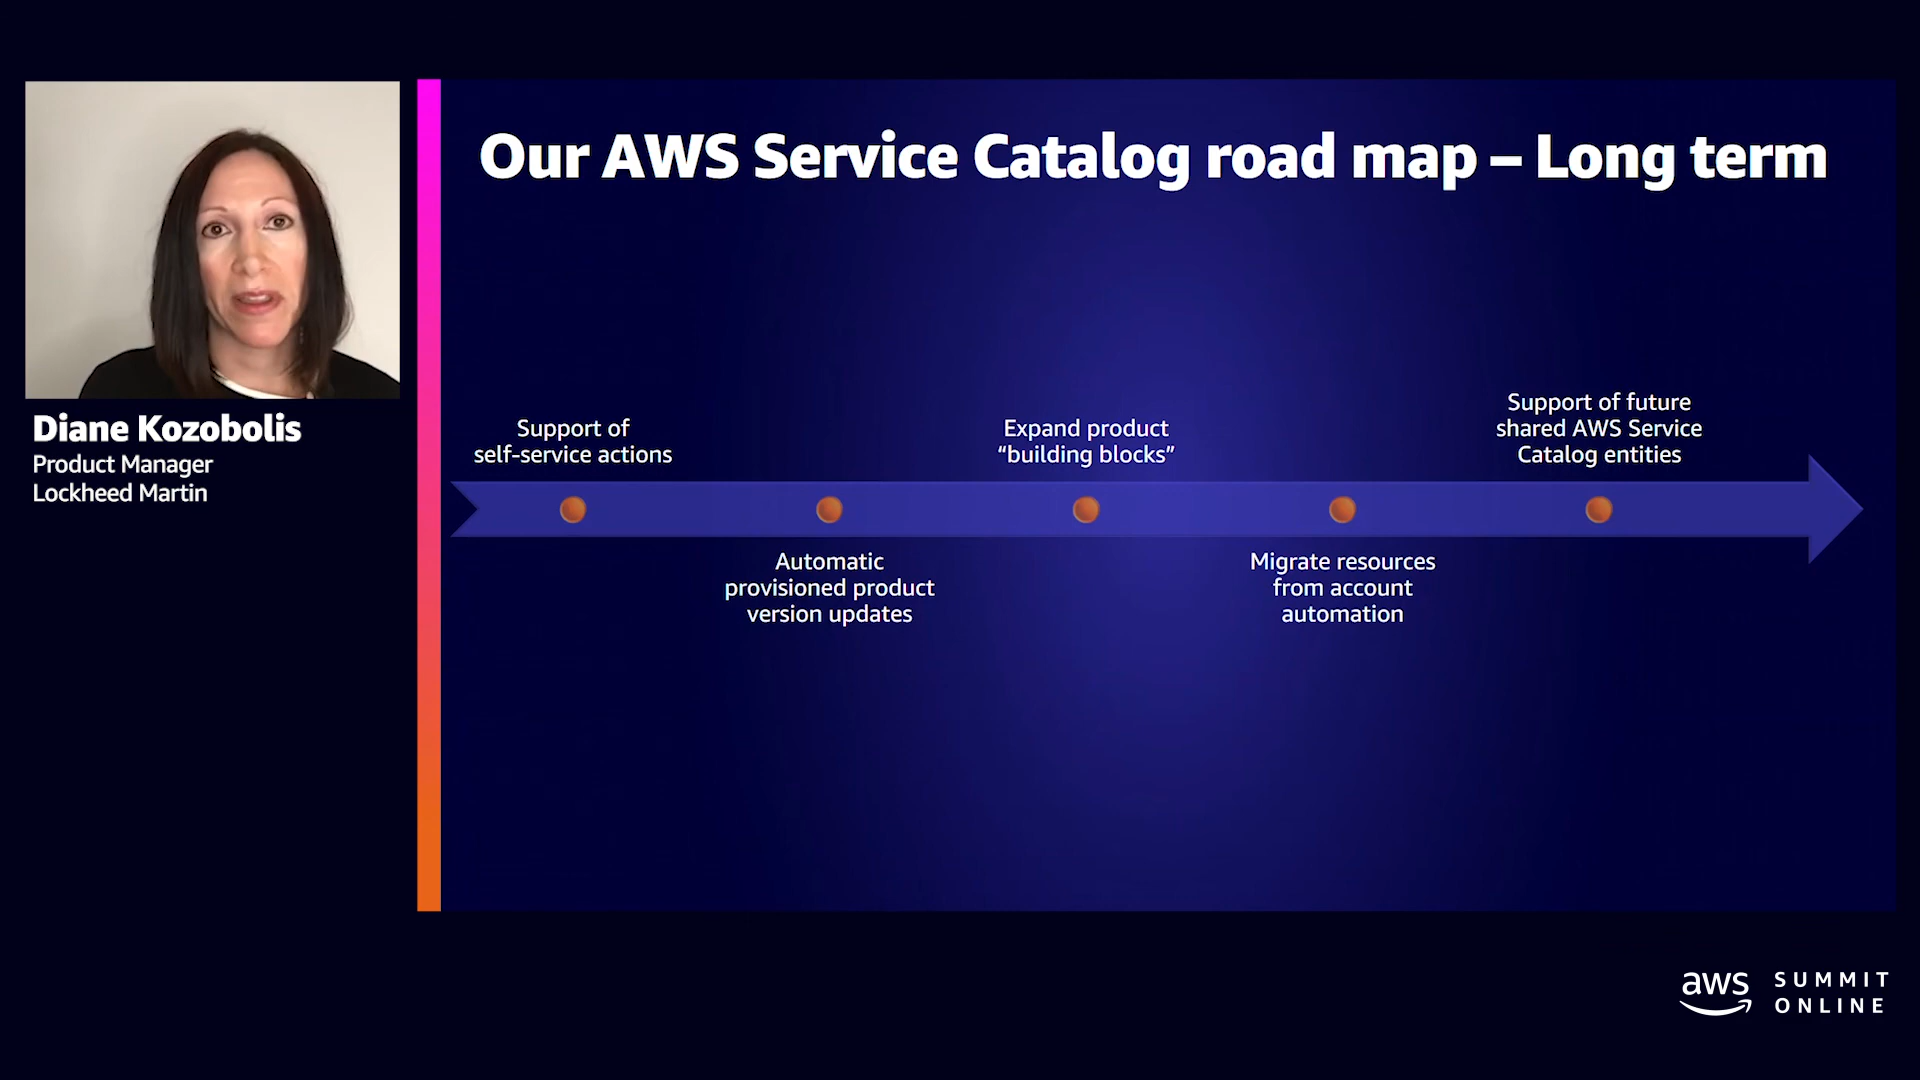 Our AWS Service Catalog road map – Long term
Diane Kozobolis
Product Manager
Lockheed Martin
Support of
self-service actions
Automatic
provisioned product
version updates
Expand product
“building blocks”
Migrate resources
from account
automation
Support of future
shared AWS Service
Catalog entities
aws
SUMMIT
ONLINE